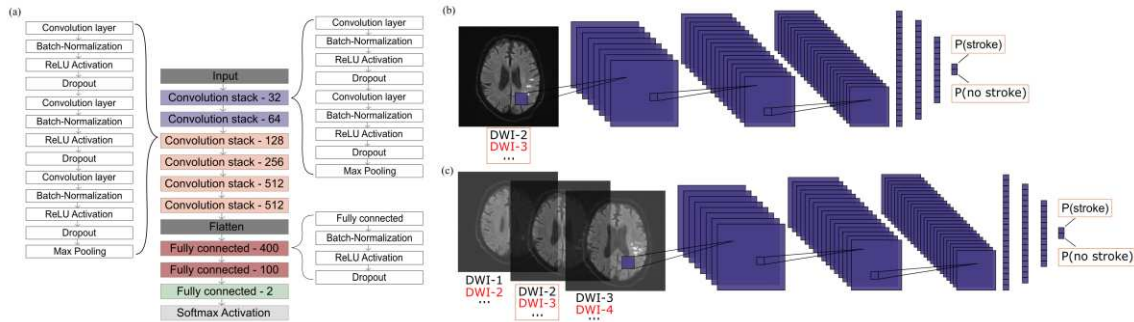 (a)
Convolution layer
Batch-Normalization
ReLU Activation
Dropout
Convolution layer
Batch-Normalization
ReLU Activation
Dropout
Convolution layer
Batch-Normalization
ReLU Activation
Dropout
Max Pooling
Input
Convolution stack - 32
Convolution stack - 64
Convolution stack - 128
Convolution stack - 256
Convolution stack - 512
Convolution stack - 512
Flatten
Fully connected - 400
Fully connected - 100
Fully connected - 2
Softmax Activation
Convolution layer
Batch-Normalization
ReLU Activation
Dropout
Convolution layer
Batch-Normalization
ReLU Activation
Dropout
Max Pooling
Fully connected
Batch-Normalization
ReLU Activation
Dropout
(b)
DWI-2
DWI-3
...
P(stroke)
P(no stroke)
(c)
DWI-1
DWI-2
...
DWI-2
DWI-3
...
DWI-3
DWI-4
...
P(stroke)
P(no stroke)